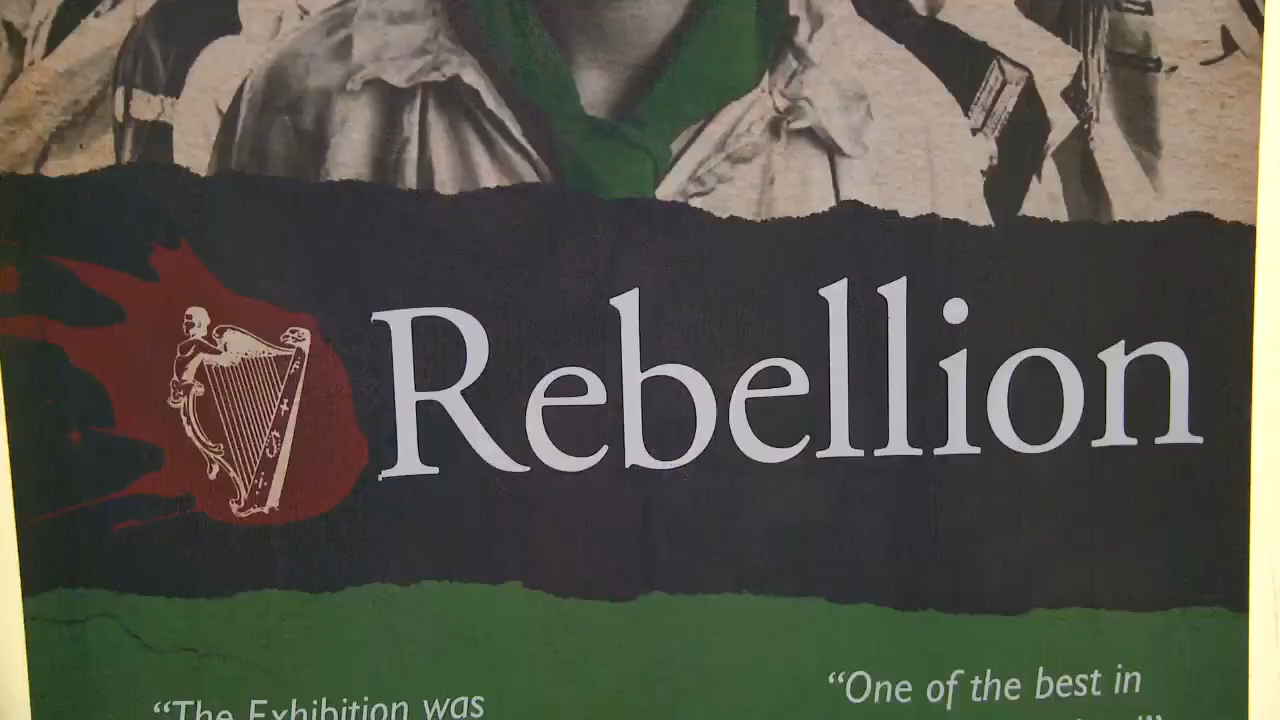 Rebellion
“The Exhibition was
“One of the best in